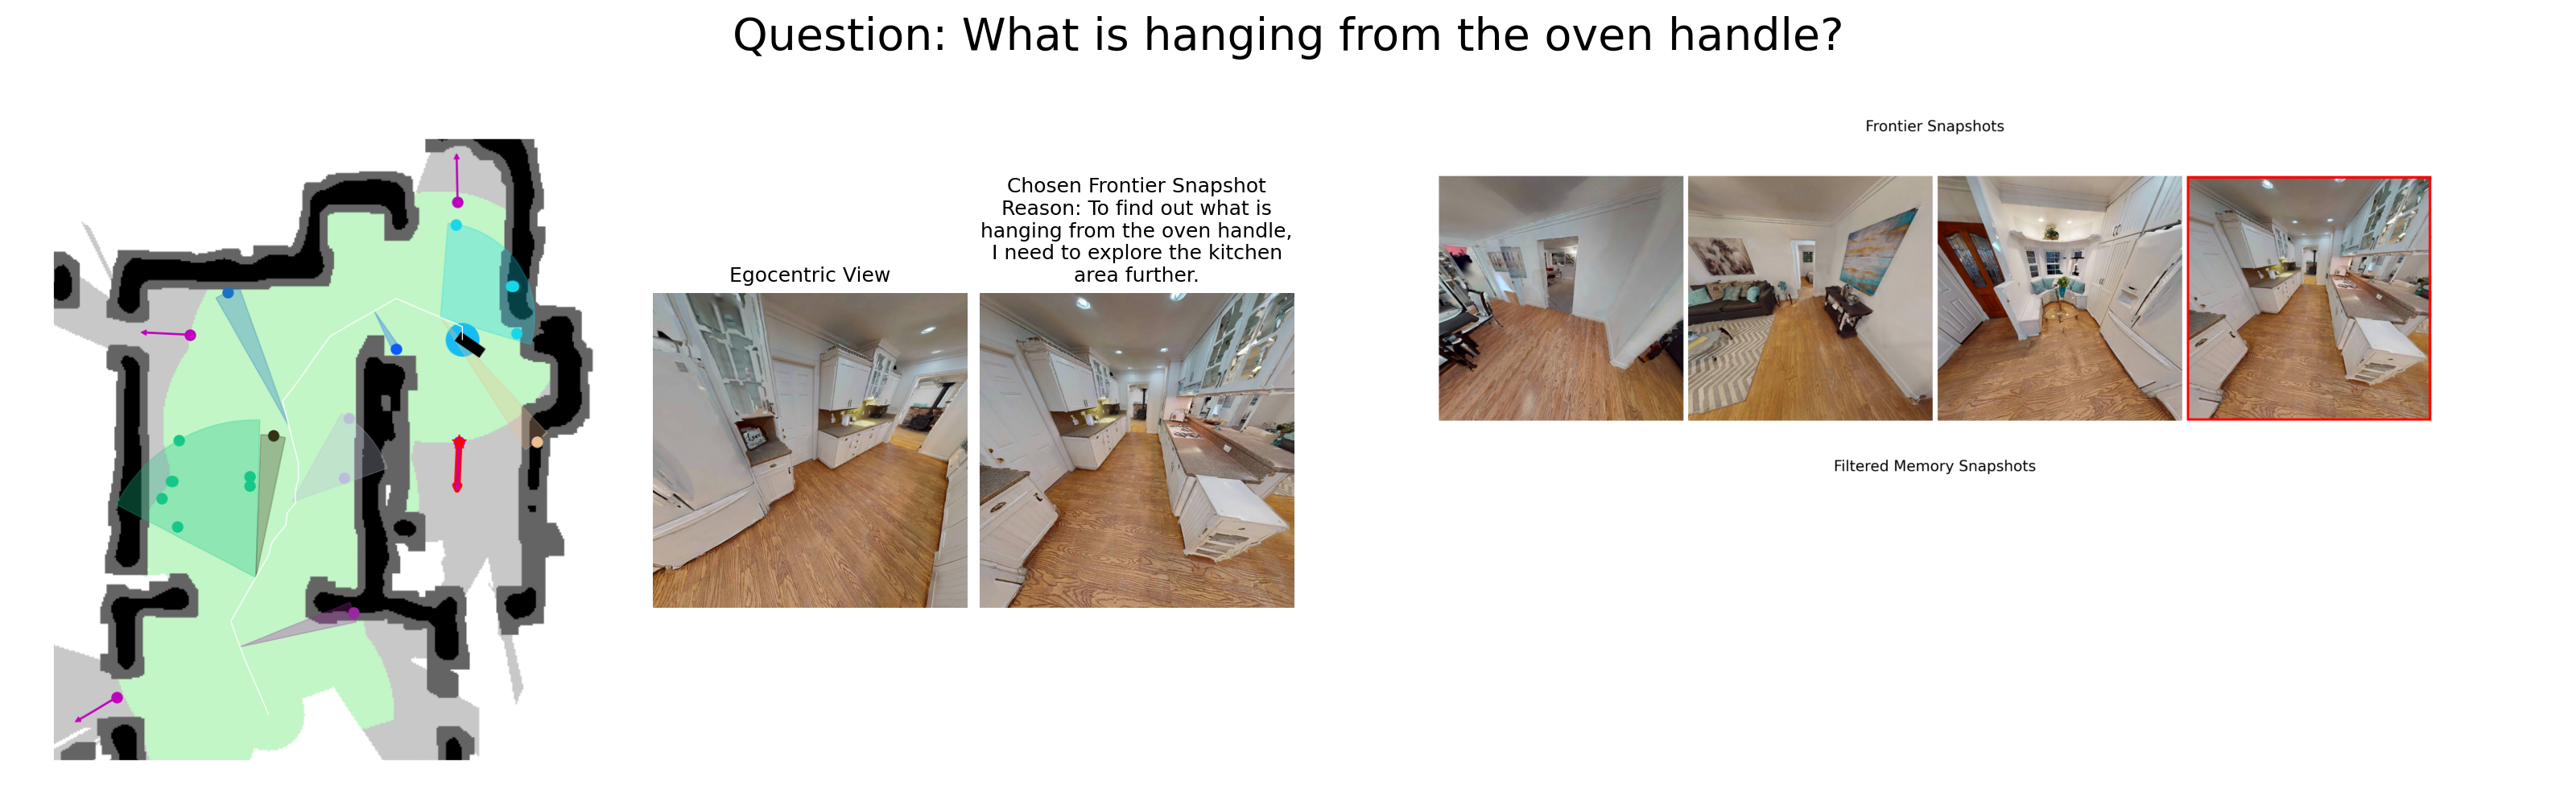 Question: What is hanging from the oven handle?
Frontier Snapshots
Chosen Frontier Snapshot
Reason: To find out what is
hanging from the oven handle,
I need to explore the kitchen
area further.
Egocentric View
Filtered Memory Snapshots